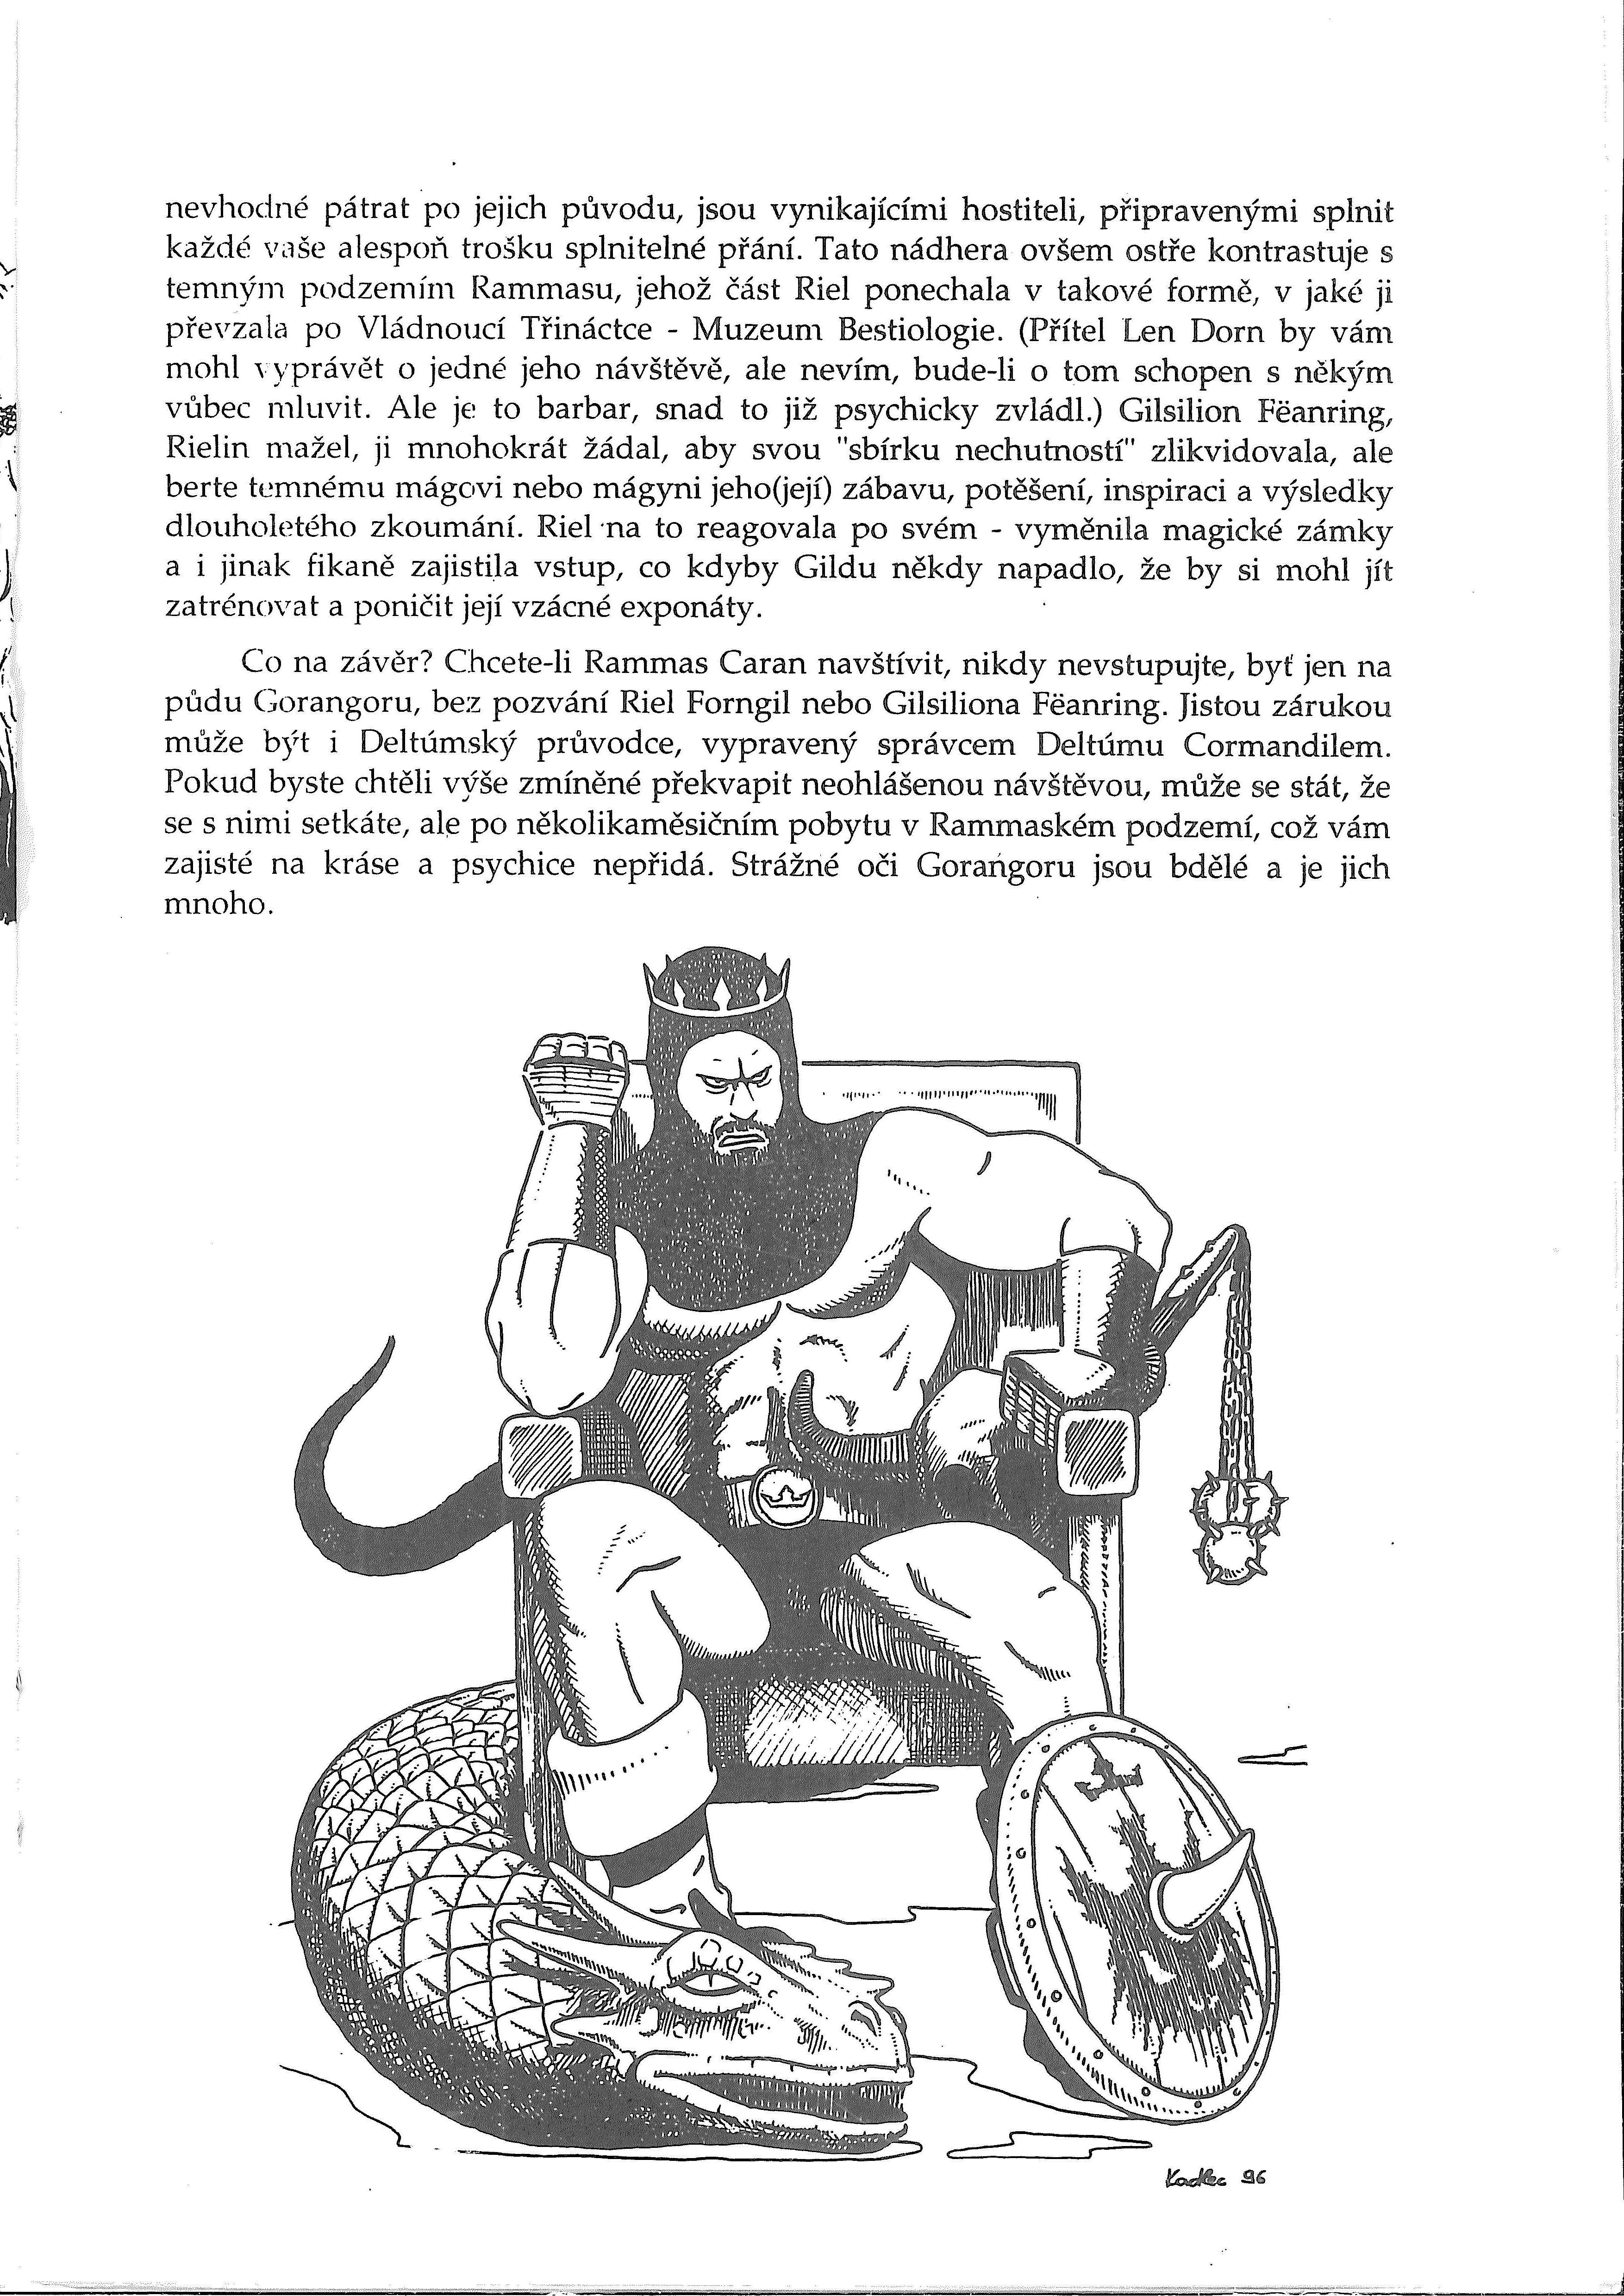 nevhodné pátrat po jejich původu, jsou vynikajícími hostiteli, připravenými splnit
každé vaše alespoň trošku splnitelné přání. Tato nádhera ovšem ostře kontrastuje s
temným podzemím Rammasu, jehož část Riel ponechala v takové formě, v jaké ji
převzala po Vládnoucí Třináctce - Muzeum Bestiologie. (Přítel Len Dorn by vám
mohl vyprávět o jedné jeho návštěvě, ale nevím, bude-li o tom schopen s někým
vůbec mluvit. Ale je to barbar, snad to již psychicky zvládl.) Gilsilion Fëanring,
Rielin mažel, ji mnohokrát žádal, aby svou "sbírku nechutností" zlikvidovala, ale
berte temnému mágovi nebo mágyni jeho(její) zábavu, potěšení, inspiraci a výsledky
dlouholetého zkoumání. Riel na to reagovala po svém - vyměnila magické zámky
a i jinak fikaně zajistila vstup, co kdyby Gildu někdy napadlo, že by si mohl jít
zatrénovat a poničit její vzácné exponáty.
Co na závěr? Chcete-li Rammas Caran navštívit, nikdy nevstupujte, byť jen na
půdu Gorangoru, bez pozvání Riel Forngil nebo Gilsiliona Fëanring. Jistou zárukou
může být i Deltúmský průvodce, vypravený správcem Deltúmu Cormandilem.
Pokud byste chtěli výše zmíněné překvapit neohlášenou návštěvou, může se stát, že
se s nimi setkáte, ale po několikaměsičním pobytu v Rammaském podzemí, což vám
zajisté na kráse a psychice nepřidá. Strážné oči Gorangoru jsou bdělé a je jich
mnoho.
Kadlec 96